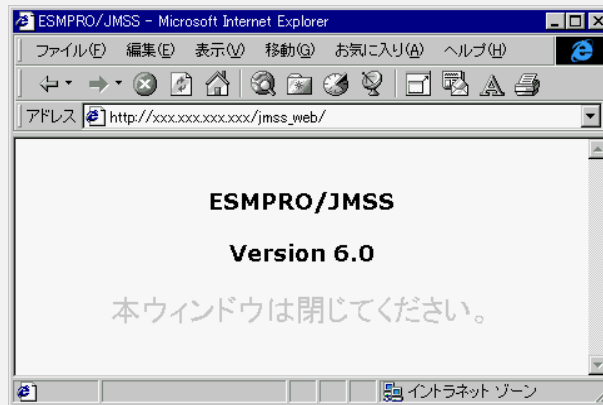 ESMPRO/JMSS - Microsoft Internet Explorer
ファイル(F) 編集(E) 表示(V) 移動(G) お気に入り(A) ヘルプ(H)
アドレス http://xxx.xxx.xxx.xxx/jmss_web/
ESMPRO/JMSS
Version 6.0
本ウィンドウは閉じてください。
イントラネット ゾーン